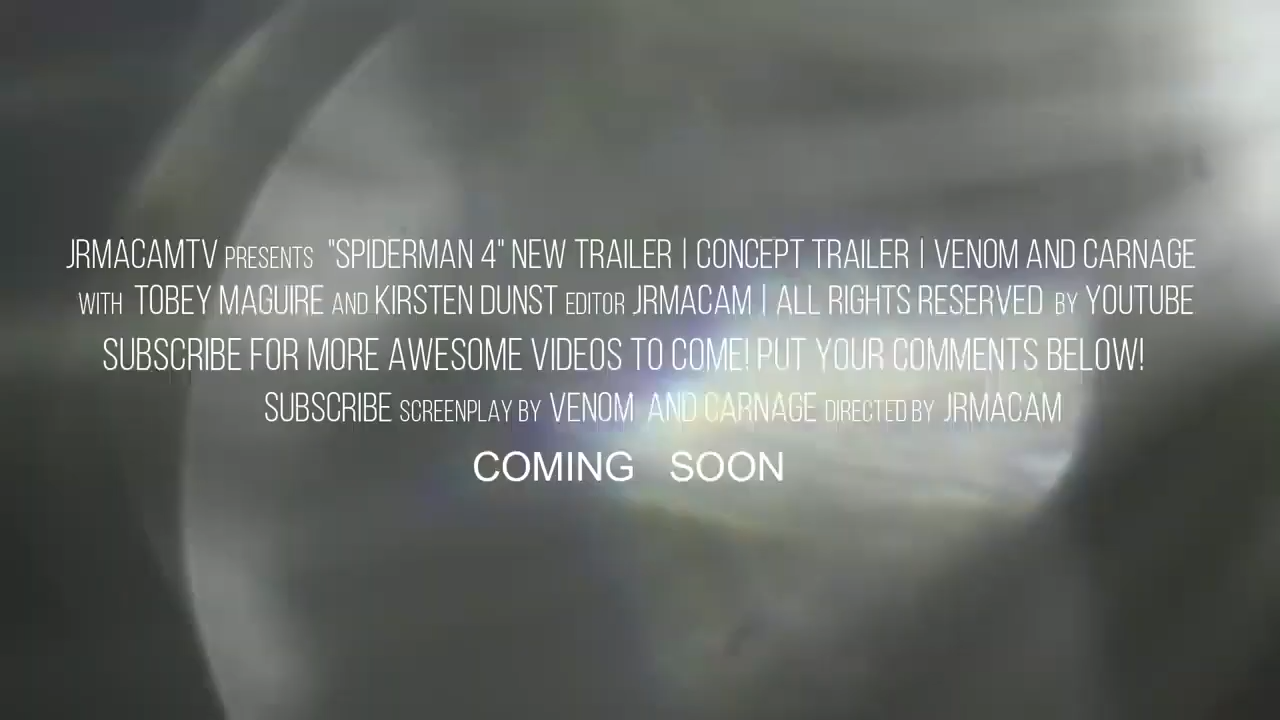 JRMACAMTV PRESENTS "SPIDERMAN 4" NEW TRAILER | CONCEPT TRAILER | VENOM AND CARNAGE
WITH TOBEY MAGUIRE AND KIRSTEN DUNST EDITOR JRMACAM | ALL RIGHTS RESERVED BY YOUTUBE
SUBSCRIBE FOR MORE AWESOME VIDEOS TO COME! PUT YOUR COMMENTS BELOW!
SUBSCRIBE SCREENPLAY BY VENOM AND CARNAGE DIRECTED BY JRMACAM
COMING SOON